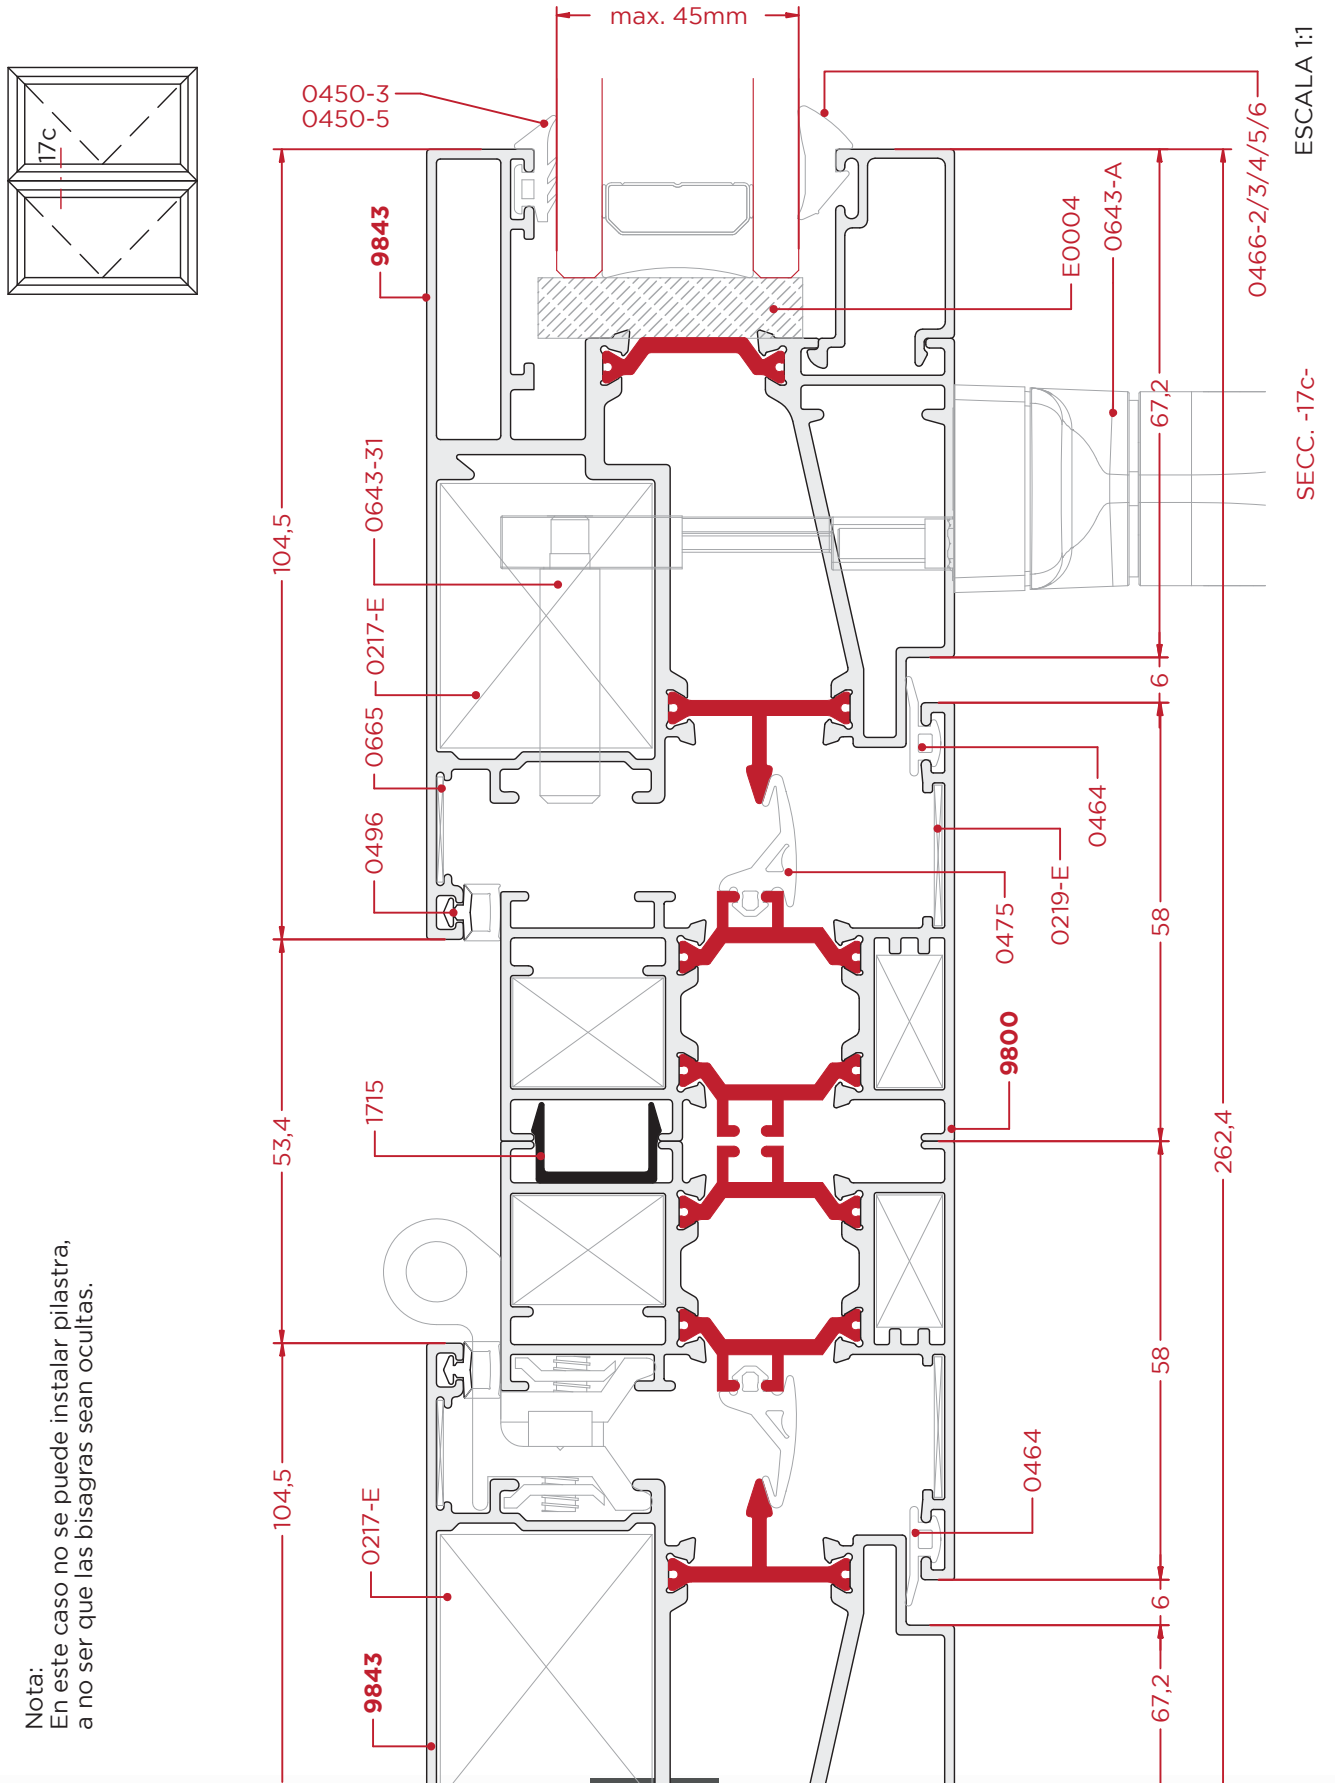 max. 45mm
0450-3
0450-5
17c
9843
0643-31
0217-E
0665
0496
1715
0217-E
9843
104,5
53,4
104,5
E0004
0643-A
0466-2/3/4/5/6
ESCALA 1:1
SECC. -17c-
67,2
6
58
262,4
58
6
67,2
0464
0219-E
0475
9800
0464
Nota:
En este caso no se puede instalar pilastra,
a no ser que las bisagras sean ocultas.